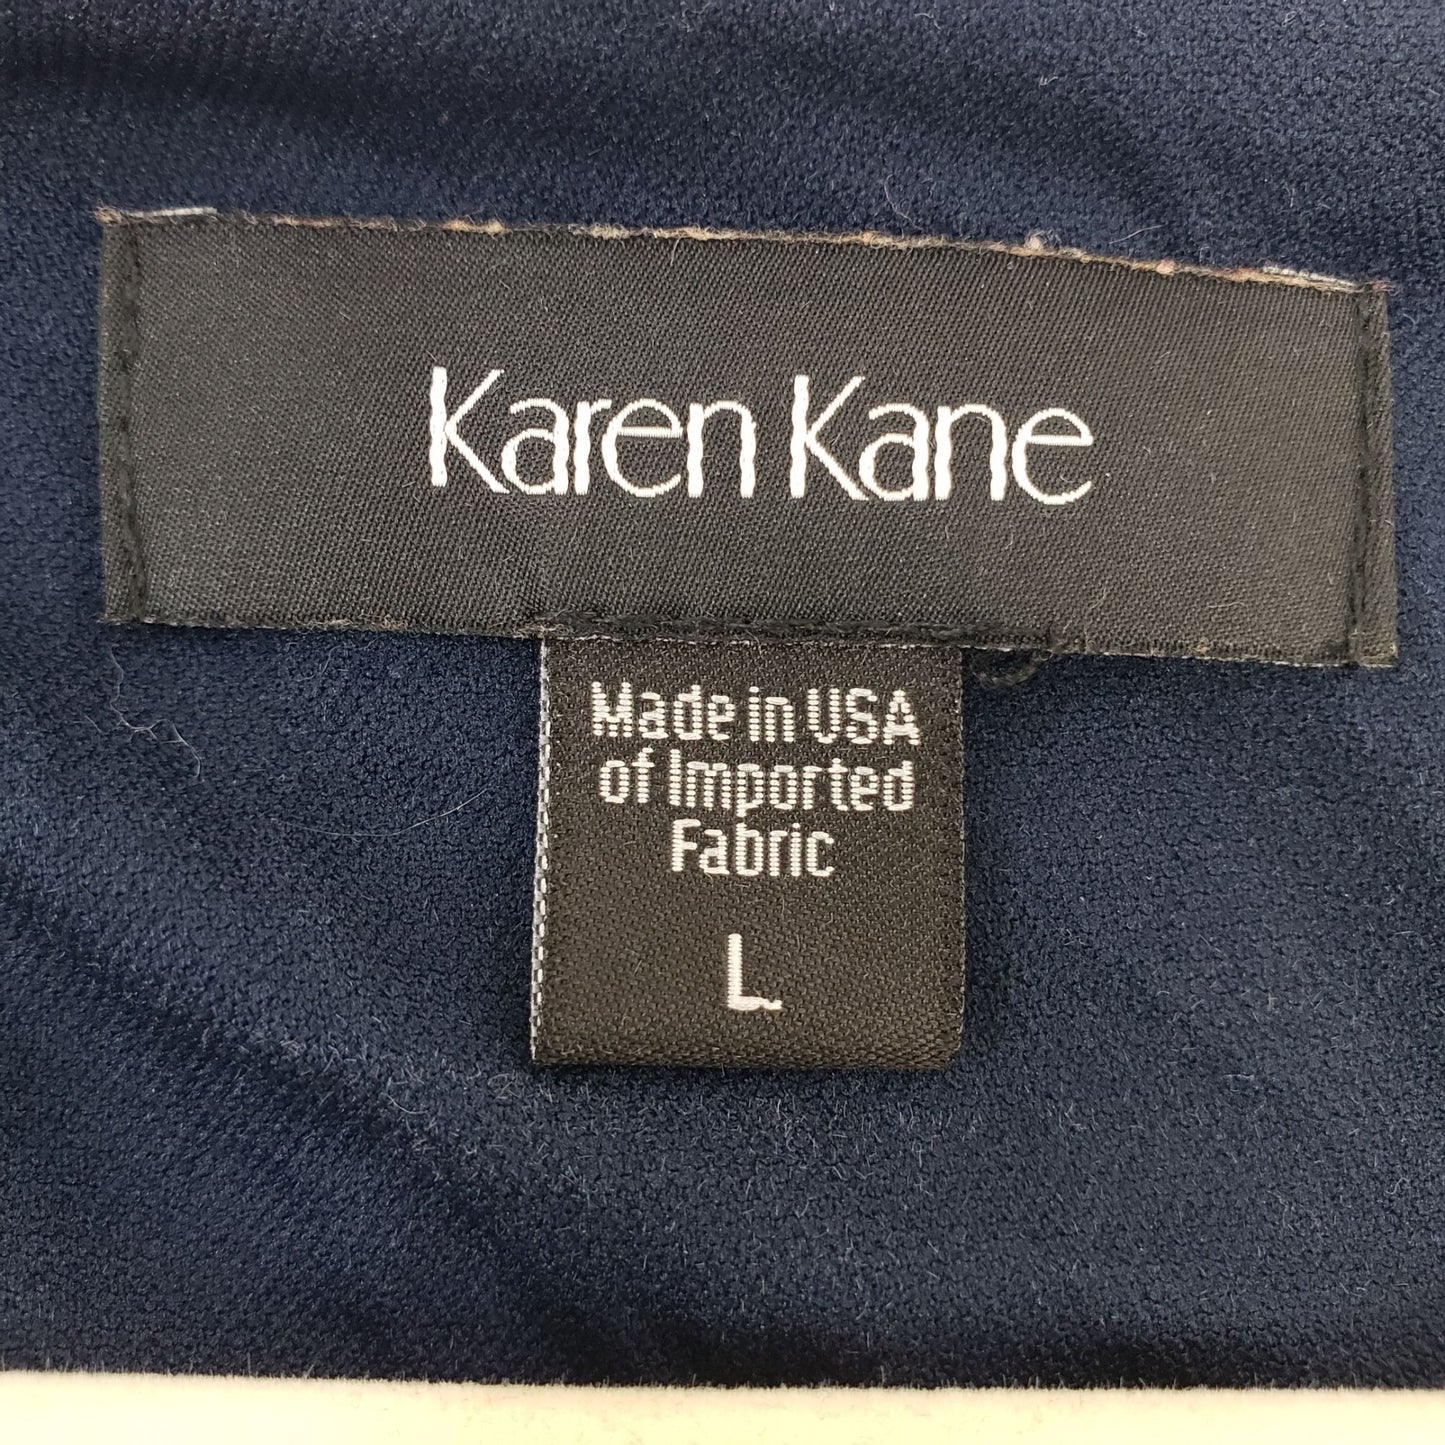 Karen Kane
Made in USA
of Imported
Fabric
L